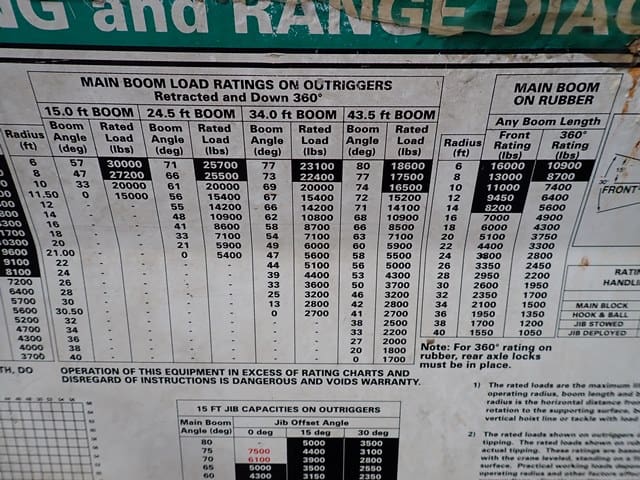 NG and RANGE DIAG
MAIN BOOM LOAD RATINGS ON OUTRIGGERS
Retracted and Down 360°
15.0 ft BOOM 24.5 ft BOOM 34.0 ft BOOM 43.5 ft BOOM
Radius (ft) Boom Angle (deg) Rated Load (lbs) Boom Angle (deg) Rated Load (lbs) Boom Angle (deg) Rated Load (lbs) Boom Angle (deg) Rated Load (lbs)
6 57 30000 71 25700 77 23100 80 18600
8 47 27200 66 25500 73 22400 77 17500
10 33 20000 61 20000 69 20000 74 16500
11.50 0 15000 56 15400 67 15400 72 15200
12 - - 55 14200 66 14200 71 14100
14 - - 48 10900 62 10800 68 10900
16 - - 41 8600 58 8700 66 8500
18 - - 33 7100 54 7100 63 7100
20 - - 21 5900 49 6000 60 5900
21.00 - - 0 5400 47 5600 58 5500
22 - - - - 44 5100 56 5000
24 - - - - 39 4400 53 4300
26 - - - - 33 3600 50 3700
28 - - - - 25 3200 46 3200
30 - - - - 13 2800 42 2800
30.50 - - - - 0 2700 41 2700
32 - - - - - - 38 2500
34 - - - - - - 33 2200
36 - - - - - - 27 2000
38 - - - - - - 20 1800
40 - - - - - - 0 1700
MAIN BOOM
ON RUBBER
Any Boom Length
Radius (ft) Front Rating (lbs) 360° Rating (lbs)
6 16000 10900
8 13000 8700
10 11000 7400
12 9450 6400
14 8200 5600
16 7000 4900
18 6000 4300
20 5100 3750
22 4400 3300
24 3800 2800
26 3350 2450
28 2950 2200
30 2600 1950
32 2350 1700
34 2100 1500
36 1950 1350
38 1700 1200
40 1550 1050
Note: For 360° rating on
rubber, rear axle locks
must be in place.
9600
9100
8100
7200
6400
5700
5600
5200
4700
4300
4000
3700
FRONT
RATIN
HANDLI
MAIN BLOCK
HOOK & BALL
JIB STOWED
JIB DEPLOYED
TH, DO
OPERATION OF THIS EQUIPMENT IN EXCESS OF RATING CHARTS AND
DISREGARD OF INSTRUCTIONS IS DANGEROUS AND VOIDS WARRANTY.
15 FT JIB CAPACITIES ON OUTRIGGERS
Main Boom Angle (deg) Jib Offset Angle
0 deg 15 deg 30 deg
80 - 5000 3500
75 7500 4400 3100
70 6100 3900 2800
65 5000 3500 2550
60 4300 3150 2350
1) The rated loads are the maximum
operating radius, boom length and b
radius is the horizontal distance from
rotation to the supporting surface, b
vertical hoist line or tackle with load
2) The rated loads shown on outriggers
tipping. The rated loads shown on
actual tipping. These ratings are base
with the crane leveled, standing on a fi
surface. Practical working loads depen
operating radius and other factors